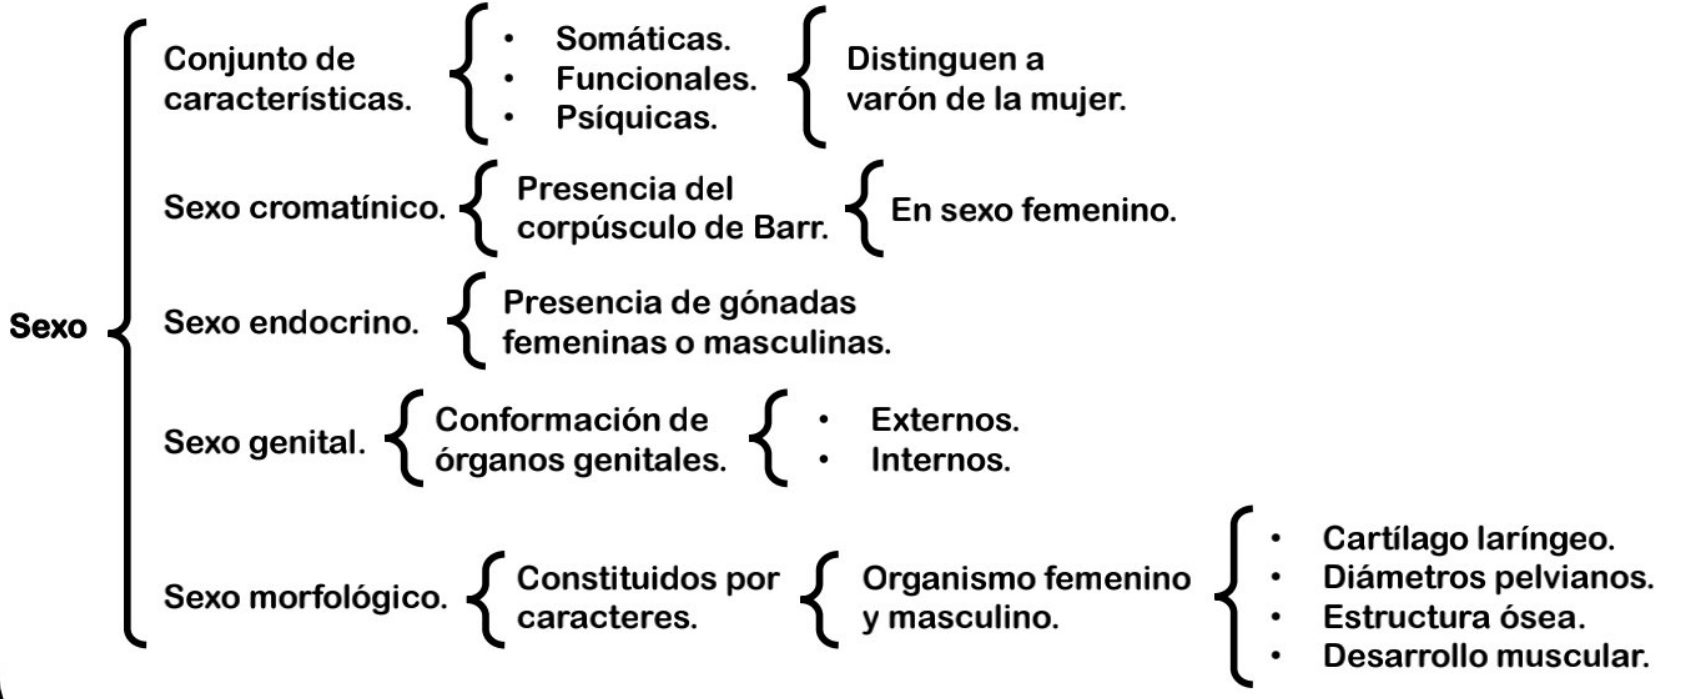 Sexo
Conjunto de
características.
• Somáticas.
• Funcionales.
• Psíquicas.
Distinguen a
varón de la mujer.
Sexo cromatínico.
Presencia del
corpúsculo de Barr.
En sexo femenino.
Sexo endocrino.
Presencia de gónadas
femeninas o masculinas.
Sexo genital.
Conformación de
órganos genitales.
• Externos.
• Internos.
Sexo morfológico.
Constituidos por
caracteres.
Organismo femenino
y masculino.
• Cartílago laríngeo.
• Diámetros pelvianos.
• Estructura ósea.
• Desarrollo muscular.